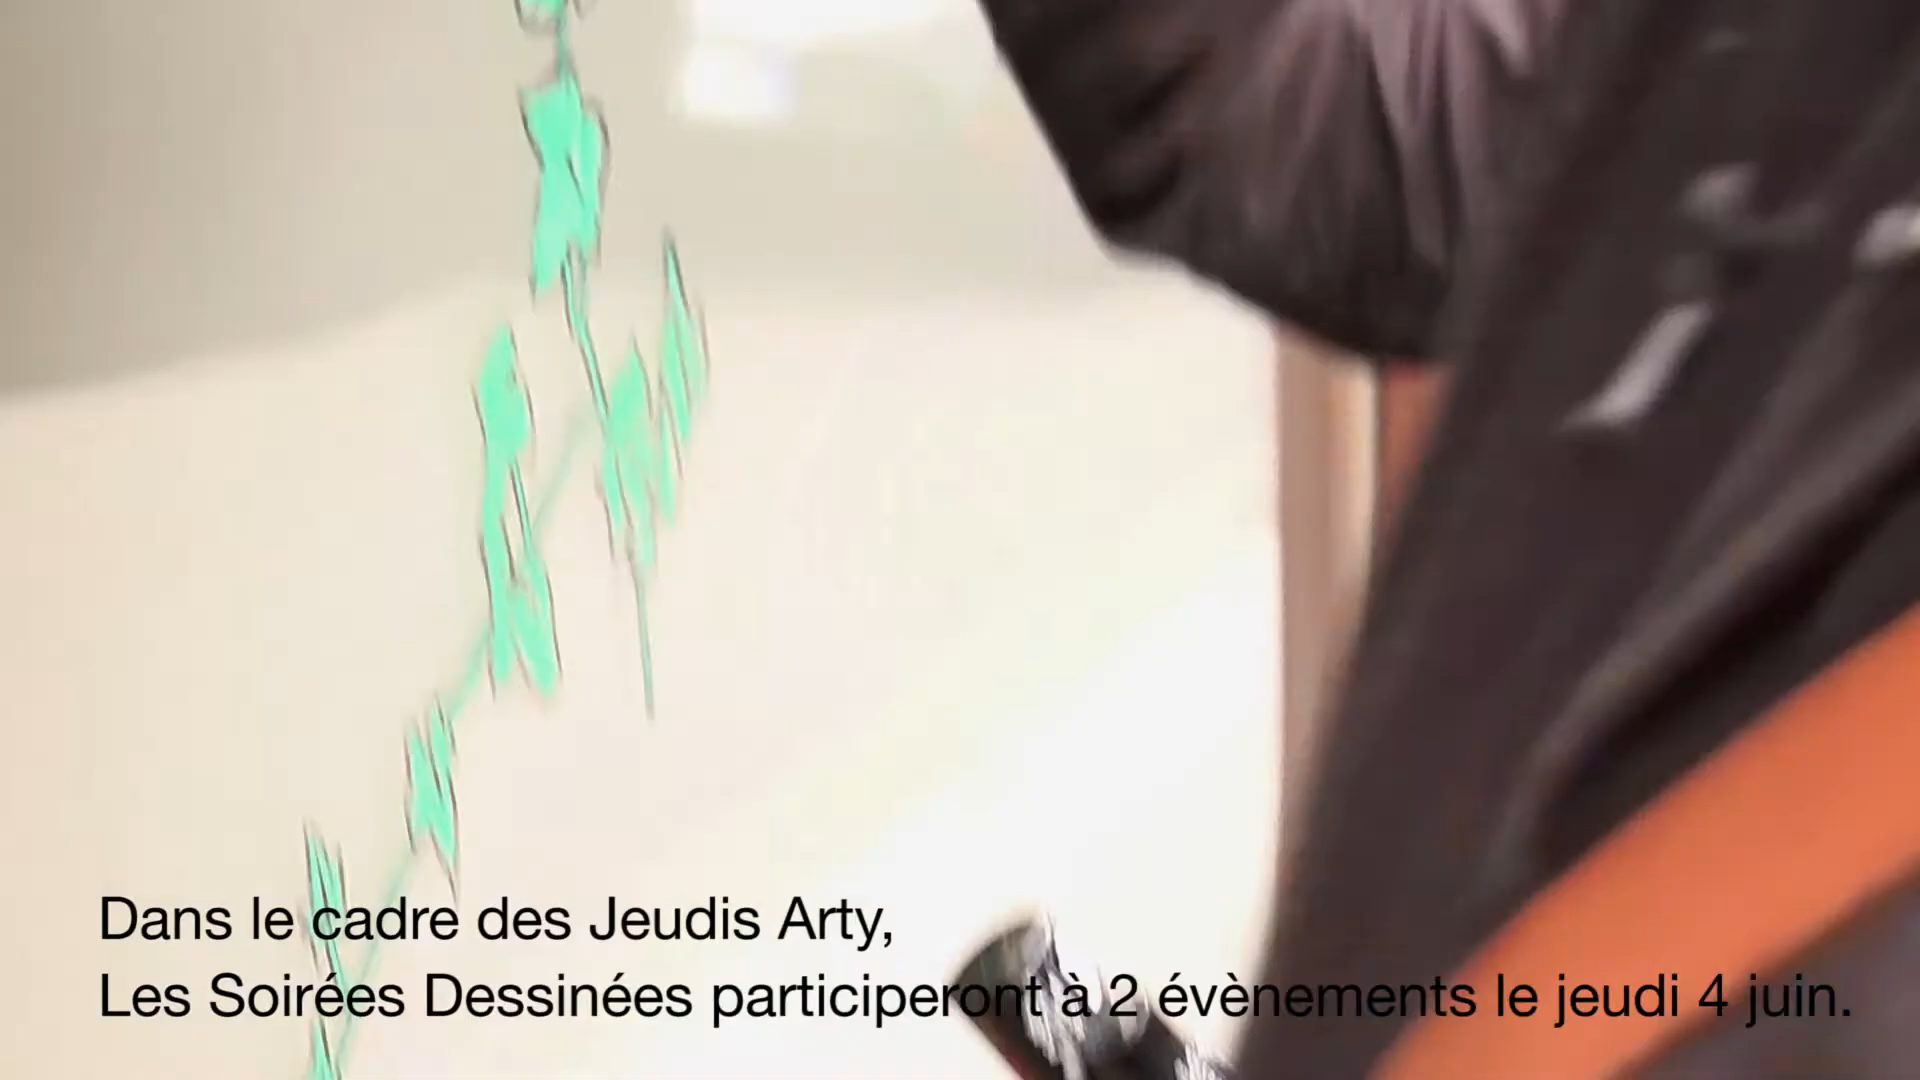 Dans le cadre des Jeudis Arty,
Les Soirées Dessinées participeront à 2 évènements le jeudi 4 juin.